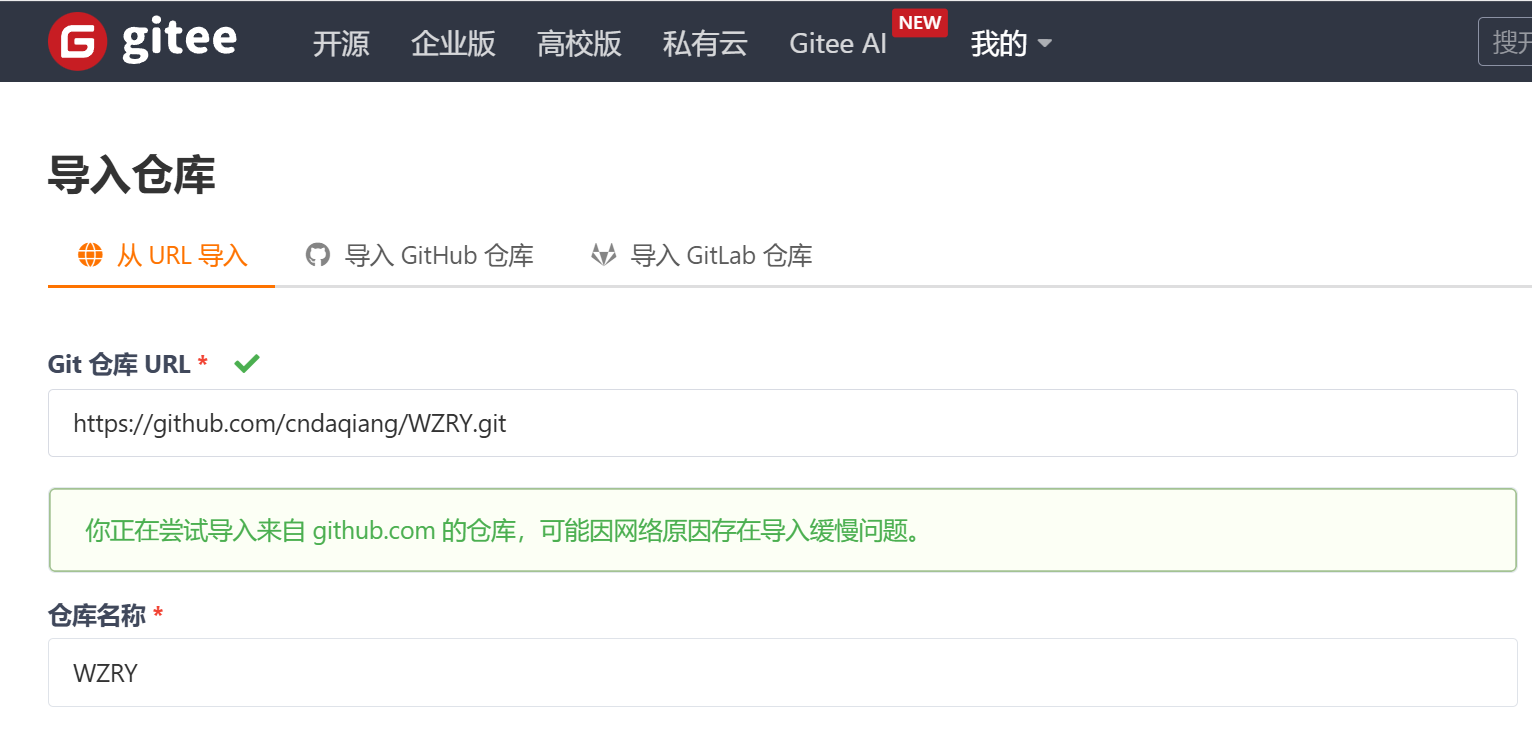 gitee 开源 企业版 高校版 私有云 Gitee AI NEW 我的 搜开
导入仓库
从 URL 导入 导入 GitHub 仓库 导入 GitLab 仓库
Git 仓库 URL *
https://github.com/cndaqiang/WZRY.git
你正在尝试导入来自 github.com 的仓库，可能因网络原因存在导入缓慢问题。
仓库名称 *
WZRY